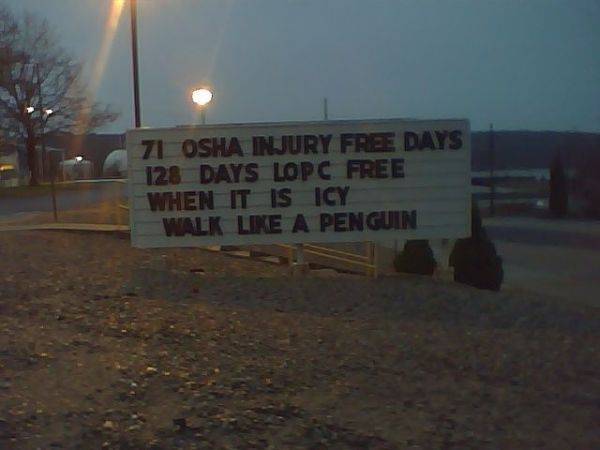 71 OSHA INJURY FREE DAYS
128 DAYS LOPC FREE
WHEN IT IS ICY
WALK LIKE A PENGUIN